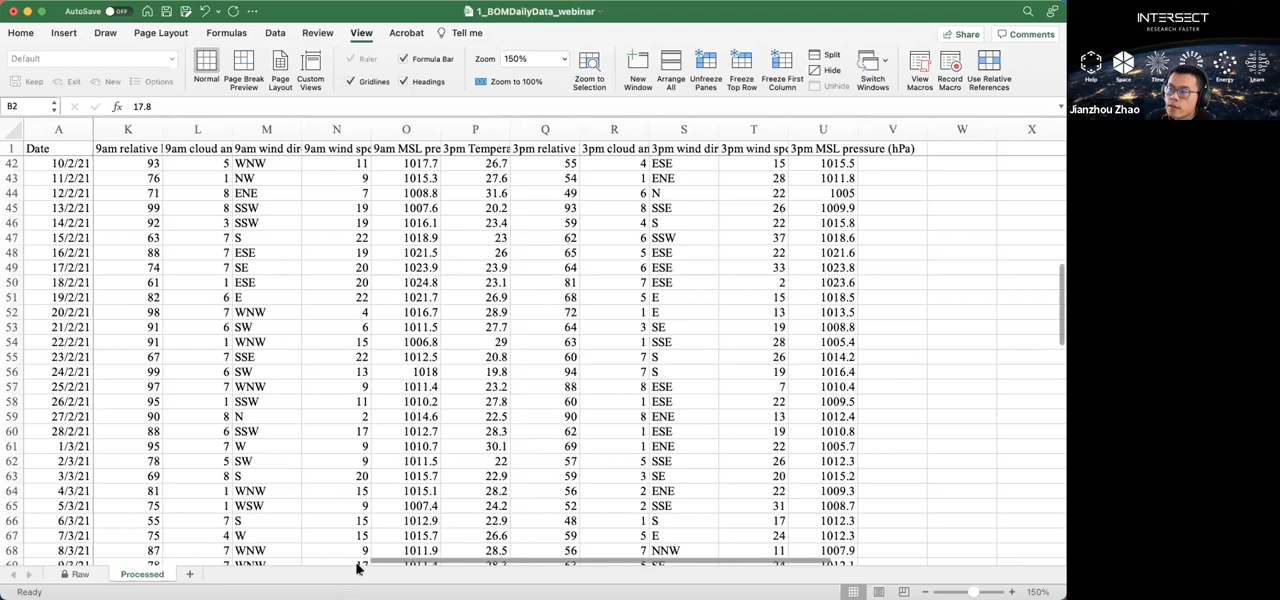 AutoSave OFF 1_BOMDailyData_webinar
Home Insert Draw Page Layout Formulas Data Review View Acrobat Tell me Share Comments
Default Ruler Formula Bar Zoom 150% Split
Keep Exit New Options Gridlines Headings Zoom to 100% Hide Unhide
Normal Page Break Preview Page Layout Custom Views Zoom to Selection New Window Arrange All Unfreeze Panes Freeze Top Row Freeze First Column Switch Windows View Macros Record Macro Use Relative References
B2 fx 17.8
A K L M N O P Q R S T U V W X
1 Date 9am relative 9am cloud an 9am wind dir 9am wind spe 9am MSL pre 3pm Tempera 3pm relative 3pm cloud an 3pm wind dir 3pm wind spe 3pm MSL pressure (hPa)
42 10/2/21 93 5 WNW 11 1017.7 26.7 55 4 ESE 15 1015.5
43 11/2/21 76 1 NW 9 1015.3 27.6 54 1 ENE 28 1011.8
44 12/2/21 71 8 ENE 7 1008.8 31.6 49 6 N 22 1005
45 13/2/21 99 8 SSW 19 1007.6 20.2 93 8 SSE 26 1009.9
46 14/2/21 92 3 SSW 19 1016.1 23.4 59 4 S 22 1015.8
47 15/2/21 63 7 S 22 1018.9 23 62 6 SSW 37 1018.6
48 16/2/21 88 7 ESE 19 1021.5 26 65 5 ESE 22 1021.6
49 17/2/21 74 7 SE 20 1023.9 23.9 64 6 ESE 33 1023.8
50 18/2/21 61 1 ESE 20 1024.8 23.1 81 7 ESE 2 1023.6
51 19/2/21 82 6 E 22 1021.7 26.9 68 5 E 15 1018.5
52 20/2/21 98 7 WNW 4 1016.7 28.9 72 1 E 13 1013.5
53 21/2/21 91 6 SW 6 1011.5 27.7 64 3 SE 19 1008.8
54 22/2/21 91 1 WNW 15 1006.8 29 63 1 SSE 28 1005.4
55 23/2/21 67 7 SSE 22 1012.5 20.8 60 7 S 26 1014.2
56 24/2/21 99 6 SW 13 1018 19.8 94 7 S 19 1016.4
57 25/2/21 97 7 WNW 9 1011.4 23.2 88 8 ESE 7 1010.4
58 26/2/21 95 1 SSW 11 1010.2 27.8 60 1 ESE 22 1009.5
59 27/2/21 90 8 N 2 1014.6 22.5 90 8 ENE 13 1012.4
60 28/2/21 88 6 SSW 17 1012.7 28.3 62 1 ESE 19 1010.8
61 1/3/21 95 7 W 9 1010.7 30.1 69 1 ENE 22 1005.7
62 2/3/21 78 5 SW 9 1011.5 22 57 5 SSE 26 1012.3
63 3/3/21 69 8 S 20 1015.7 22.9 59 3 SE 20 1015.2
64 4/3/21 81 1 WNW 15 1015.1 28.2 56 2 ENE 22 1009.3
65 5/3/21 75 1 WSW 9 1007.4 24.2 52 2 SSE 31 1008.7
66 6/3/21 55 7 S 15 1012.9 22.9 48 1 S 17 1012.3
67 7/3/21 75 4 W 15 1015.7 26.6 59 5 E 24 1012.3
68 8/3/21 87 7 WNW 9 1011.9 28.5 56 7 NNW 11 1007.9
Raw Processed
Ready 150%
INTERSECT
RESEARCH FASTER
Help Space Time Energy Learn
Jianzhou Zhao